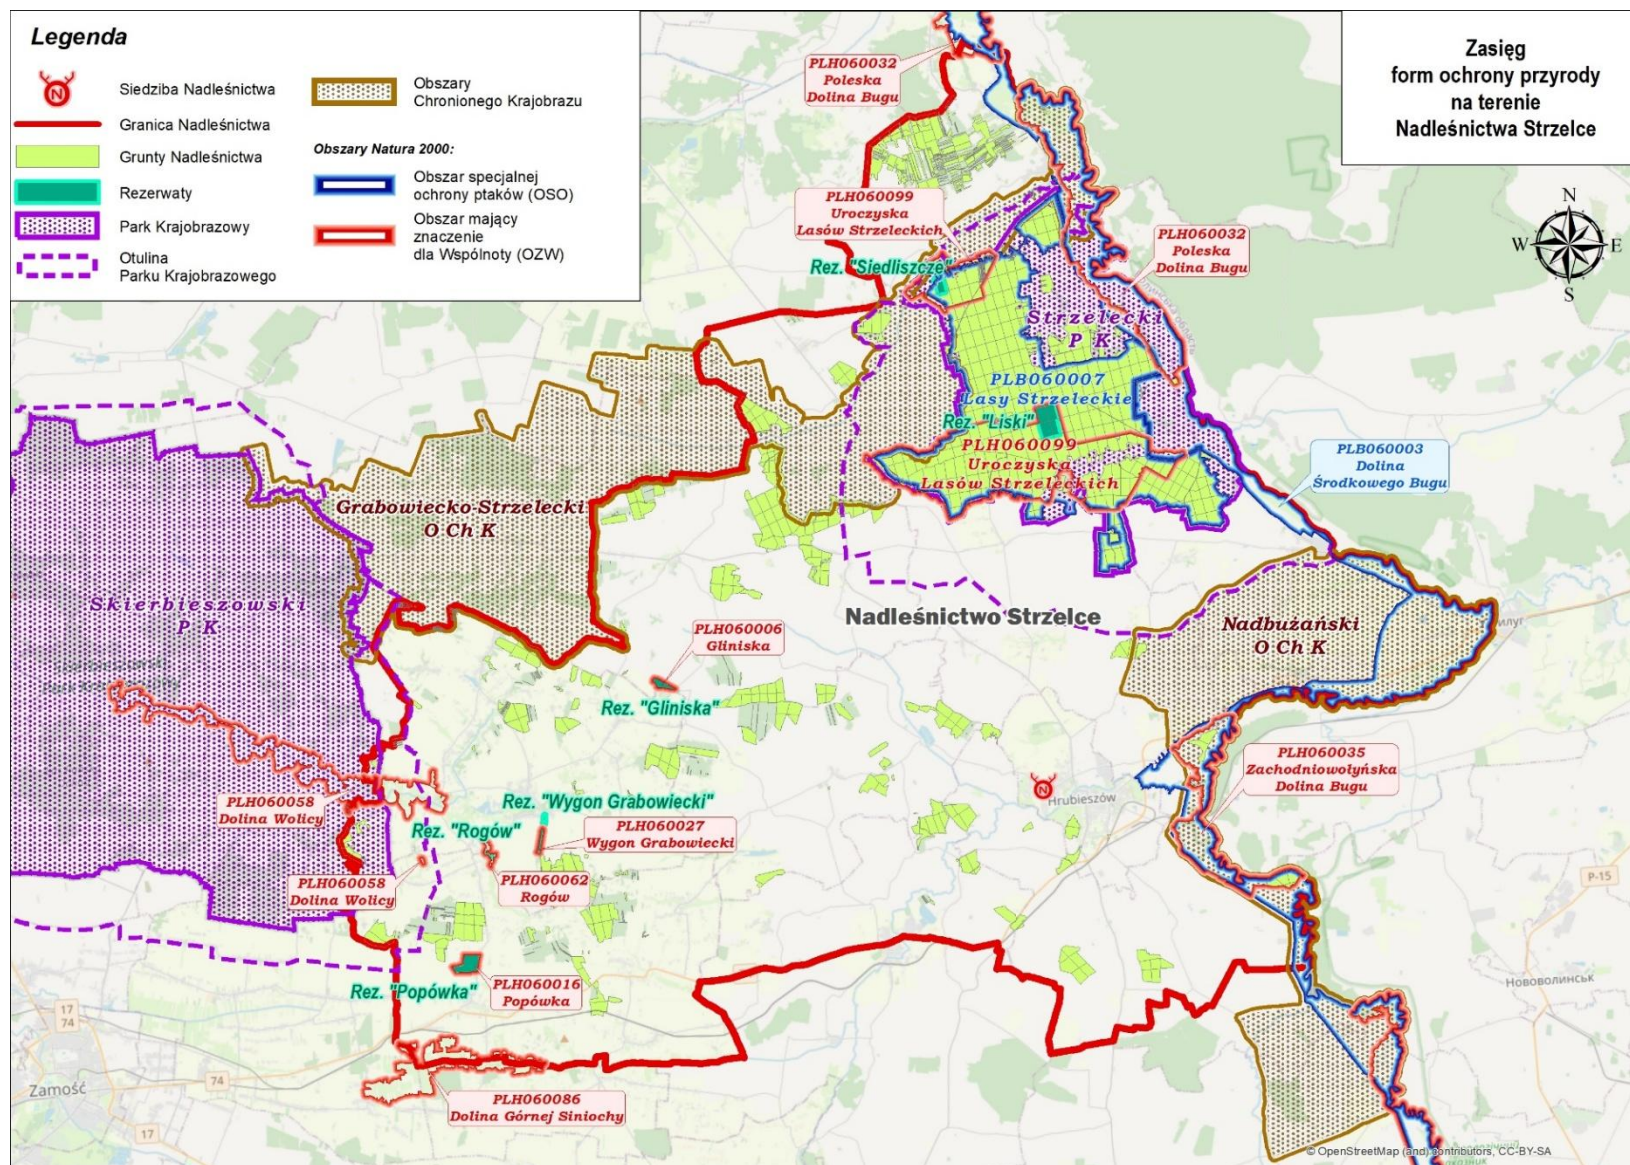 Legenda
Siedziba Nadleśnictwa
Granica Nadleśnictwa
Grunty Nadleśnictwa
Rezerwaty
Park Krajobrazowy
Otulina
Parku Krajobrazowego
Obszary
Chronionego Krajobrazu
Obszary Natura 2000:
Obszar specjalnej
ochrony ptaków (OSO)
Obszar mający
znaczenie
dla Wspólnoty (OZW)
Zasięg
form ochrony przyrody
na terenie
Nadleśnictwa Strzelce
N
W E
S
PLH060032
Poleska
Dolina Bugu
PLH060099
Uroczyska
Lasów Strzeleckich
PLH060032
Poleska
Dolina Bugu
Rez. "Siedliszcze"
Strzelecki
P K
PLB060007
Lasy Strzeleckie
Rez. "Liski"
PLH060099
Uroczyska
Lasów Strzeleckich
PLB060003
Dolina
Środkowego Bugu
Grabowiecko-Strzelecki
O Ch K
Skierbieszowski
P K
Nadleśnictwo Strzelce
Nadbużański
O Ch K
PLH060006
Gliniska
Rez. "Gliniska"
PLH060035
Zachodniowołyńska
Dolina Bugu
N
Hrubieszów
PLH060058
Dolina Wolicy
Rez. "Wygon Grabowiecki"
Rez. "Rogów"
PLH060027
Wygon Grabowiecki
PLH060058
Dolina Wolicy
PLH060062
Rogów
P-15
Rez. "Popówka"
PLH060016
Popówka
Нововолинськ
17
74
Zamość
74
17
PLH060086
Dolina Górnej Siniochy
© OpenStreetMap (and) contributors, CC-BY-SA